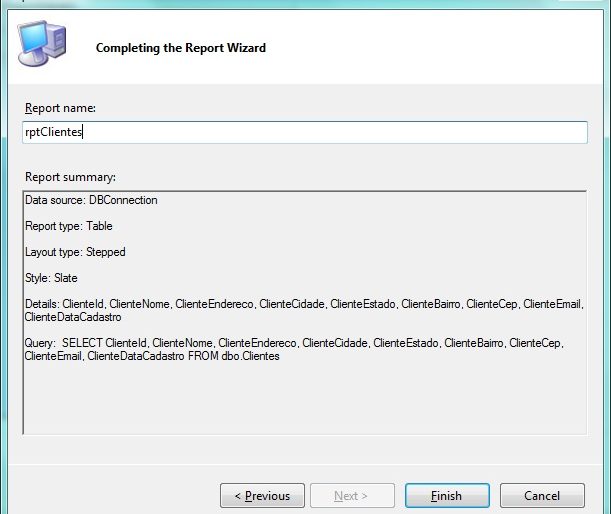 Completing the Report Wizard
Report name:
rptClientes
Report summary:
Data source: DBConnection
Report type: Table
Layout type: Stepped
Style: Slate
Details: ClienteId, ClienteNome, ClienteEndereco, ClienteCidade, ClienteEstado, ClienteBairro, ClienteCep, ClienteEmail,
ClienteDataCadastro
Query:  SELECT ClienteId, ClienteNome, ClienteEndereco, ClienteCidade, ClienteEstado, ClienteBairro, ClienteCep,
ClienteEmail, ClienteDataCadastro FROM dbo.Clientes
< Previous
Next >
Finish
Cancel